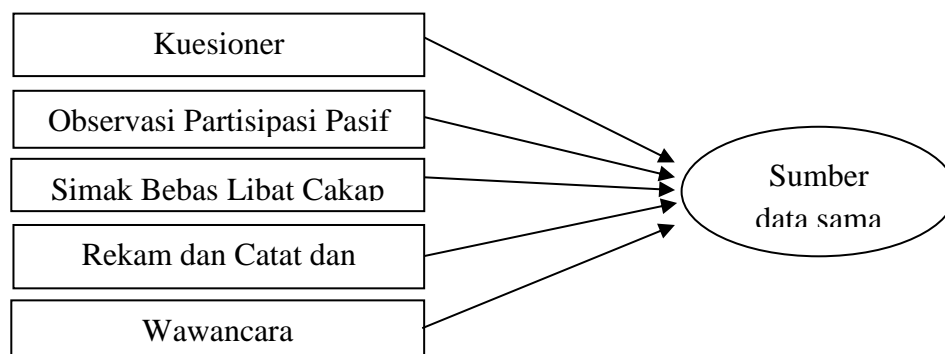 Kuesioner
Observasi Partisipasi Pasif
Simak Bebas Libat Cakap
Rekam dan Catat dan
Wawancara
Sumber
data sama